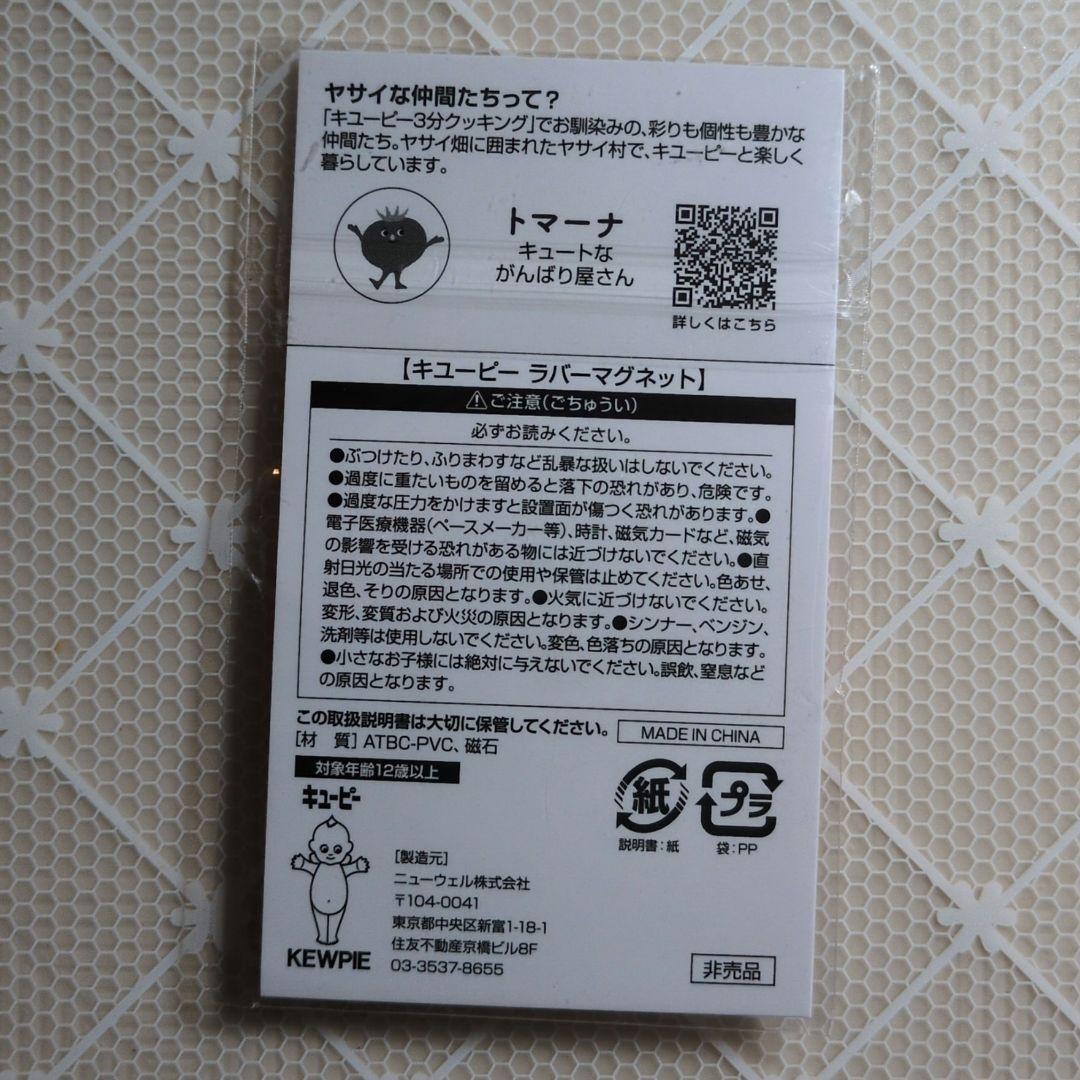 ヤサイな仲間たちって？
「キユーピー3分クッキング」でお馴染みの、彩りも個性も豊かな
仲間たち。ヤサイ畑に囲まれたヤサイ村で、キユーピーと楽しく
暮らしています。
トマーナ
キュートな
がんばり屋さん
詳しくはこちら
【キユーピー ラバーマグネット】
⚠ご注意(ごちゅうい)
必ずお読みください。
●ぶつけたり、ふりまわすなど乱暴な扱いはしないでください。
●過度に重たいものを留めると落下の恐れがあり、危険です。
●過度な圧力をかけますと設置面が傷つく恐れがあります。●
電子医療機器(ペースメーカー等)、時計、磁気カードなど、磁気
の影響を受ける恐れがある物には近づけないでください。●直
射日光の当たる場所での使用や保管は止めてください。色あせ、
退色、そりの原因となります。●火気に近づけないでください。
変形、変質および火災の原因となります。●シンナー、ベンジン、
洗剤等は使用しないでください。変色、色落ちの原因となります。
●小さなお子様には絶対に与えないでください。誤飲、窒息など
の原因となります。
この取扱説明書は大切に保管してください。
MADE IN CHINA
[材 質] ATBC-PVC、磁石
対象年齢12歳以上
キユーピー
紙
プラ
説明書：紙
袋：PP
[製造元]
ニューウェル株式会社
〒104-0041
東京都中央区新富1-18-1
住友不動産京橋ビル8F
03-3537-8655
KEWPIE
非売品